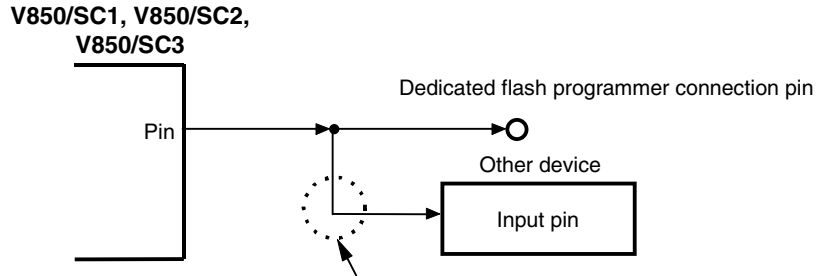 V850/SC1, V850/SC2,
V850/SC3
Dedicated flash programmer connection pin
Pin
Other device
Input pin